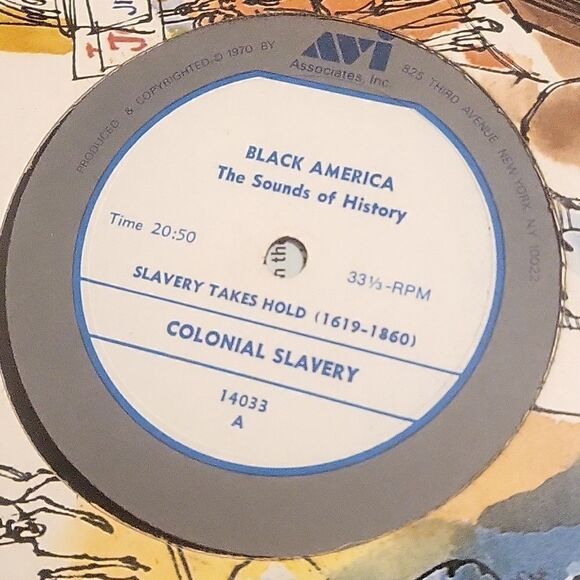 PRODUCED & COPYRIGHTED © 1970 BY
AVI
Associates, Inc.
825 THIRD AVENUE NEW YORK, NY 10022
BLACK AMERICA
The Sounds of History
Time 20:50
33⅓-RPM
n th
SLAVERY TAKES HOLD (1619-1860)
COLONIAL SLAVERY
14033
A